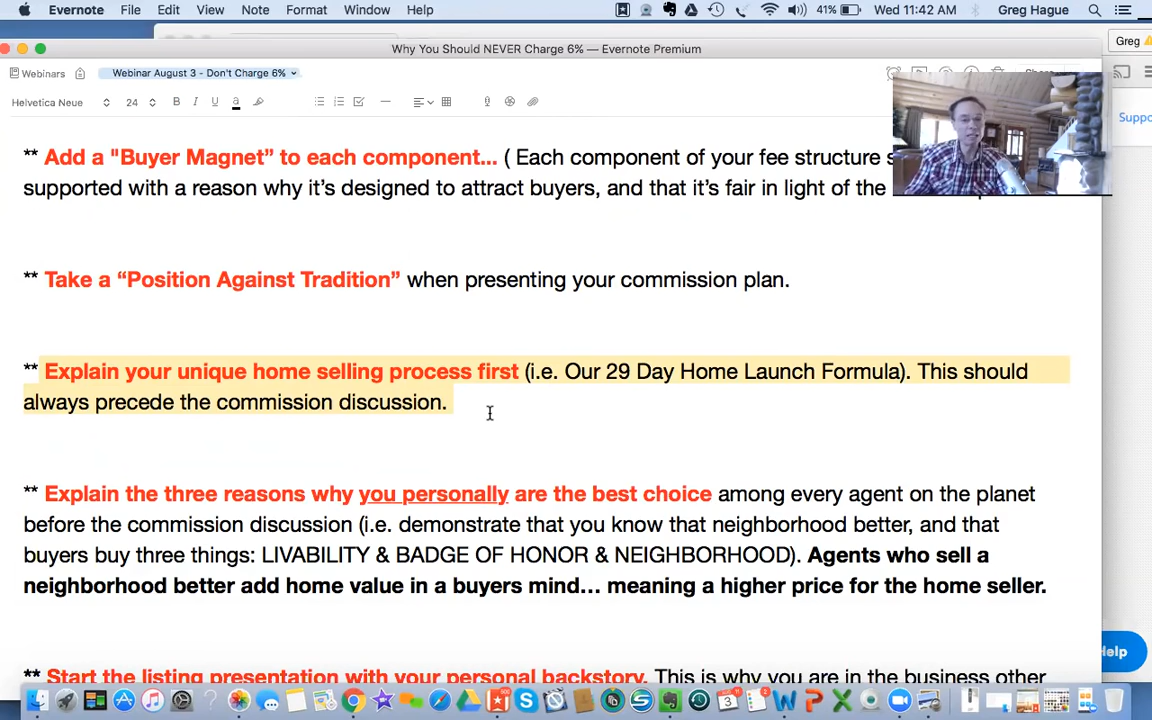 Evernote File Edit View Note Format Window Help 41% Wed 11:42 AM Greg Hague
Why You Should NEVER Charge 6% — Evernote Premium
Greg
Webinars Webinar August 3 - Don't Charge 6%
Share
Helvetica Neue 24 B I U a
Suppo
** Add a "Buyer Magnet” to each component... ( Each component of your fee structure s
supported with a reason why it’s designed to attract buyers, and that it’s fair in light of the
** Take a “Position Against Tradition” when presenting your commission plan.
** Explain your unique home selling process first (i.e. Our 29 Day Home Launch Formula). This should
always precede the commission discussion.
** Explain the three reasons why you personally are the best choice among every agent on the planet
before the commission discussion (i.e. demonstrate that you know that neighborhood better, and that
buyers buy three things: LIVABILITY & BADGE OF HONOR & NEIGHBORHOOD). Agents who sell a
neighborhood better add home value in a buyers mind... meaning a higher price for the home seller.
Help
** Start the listing presentation with your personal backstory. This is why you are in the business other